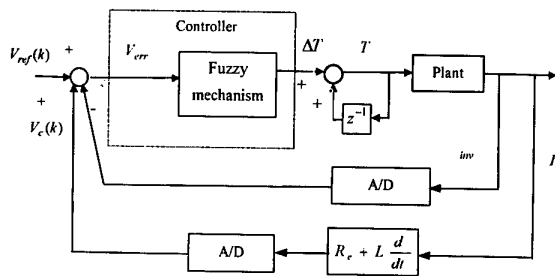 Controller
V_ref(k) + V_err ΔT T
Fuzzy mechanism
Plant
+ + +
V_c(k) -
z⁻¹
inv
A/D
A/D
R_e + L d/dt